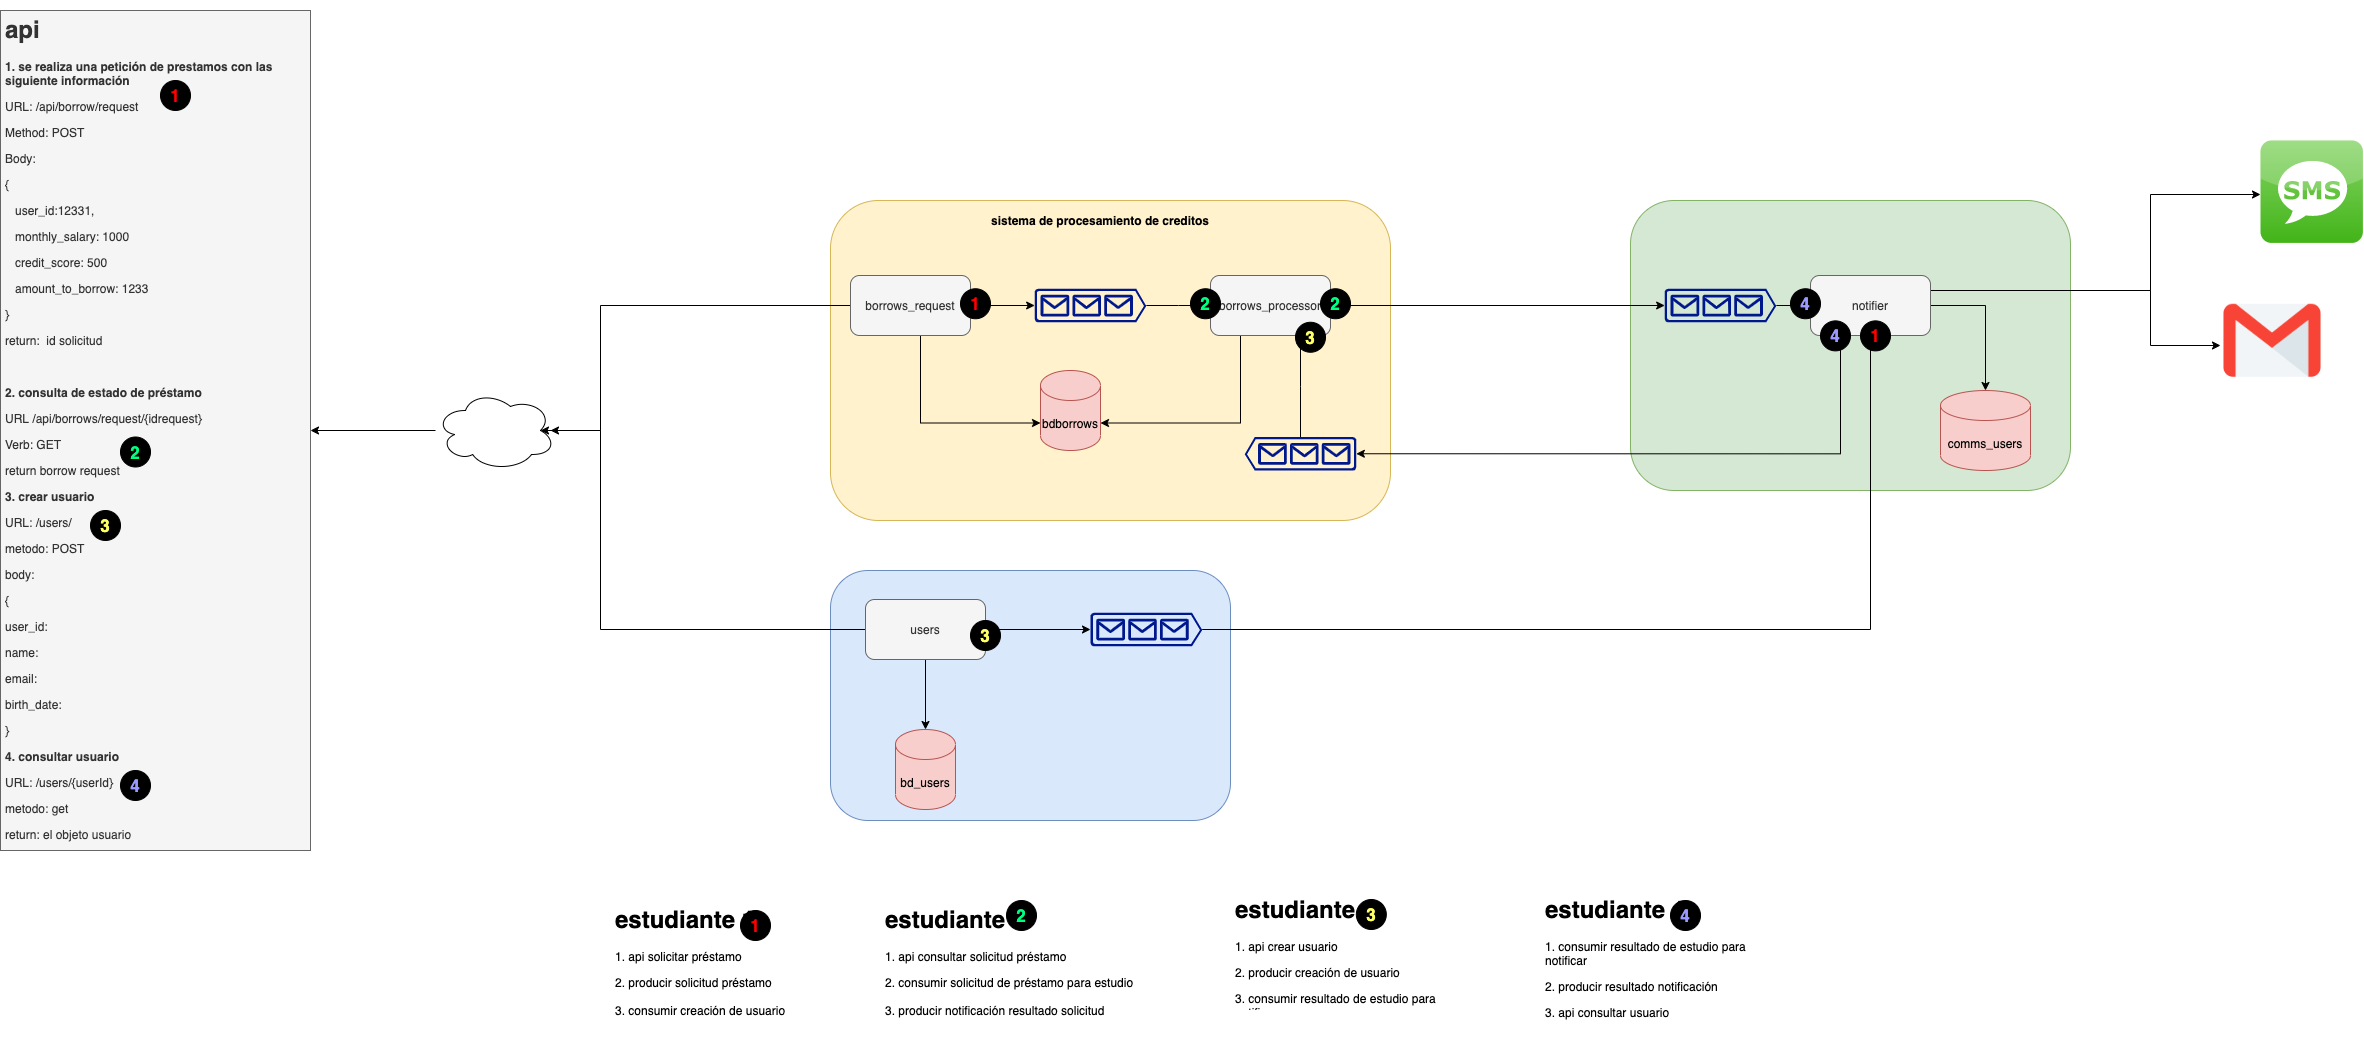 api
1. se realiza una petición de prestamos con las
siguiente información
1
URL: /api/borrow/request
Method: POST
Body:
{
user_id:12331,
monthly_salary: 1000
credit_score: 500
amount_to_borrow: 1233
}
return: id solicitud
2. consulta de estado de préstamo
URL /api/borrows/request/{idrequest}
Verb: GET
2
return borrow request
3. crear usuario
URL: /users/
3
metodo: POST
body:
{
user_id:
name:
email:
birth_date:
}
4. consultar usuario
URL: /users/{userId}
4
metodo: get
return: el objeto usuario
sistema de procesamiento de creditos
borrows_request
1
2
borrows_processor
2
3
bdborrows
4
notifier
4
1
comms_users
SMS
users
3
bd_users
estudiante
1
1. api solicitar préstamo
2. producir solicitud préstamo
3. consumir creación de usuario
estudiante
2
1. api consultar solicitud préstamo
2. consumir solicitud de préstamo para estudio
3. producir notificación resultado solicitud
estudiante
3
1. api crear usuario
2. producir creación de usuario
3. consumir resultado de estudio para
estudiante
4
1. consumir resultado de estudio para
notificar
2. producir resultado notificación
3. api consultar usuario